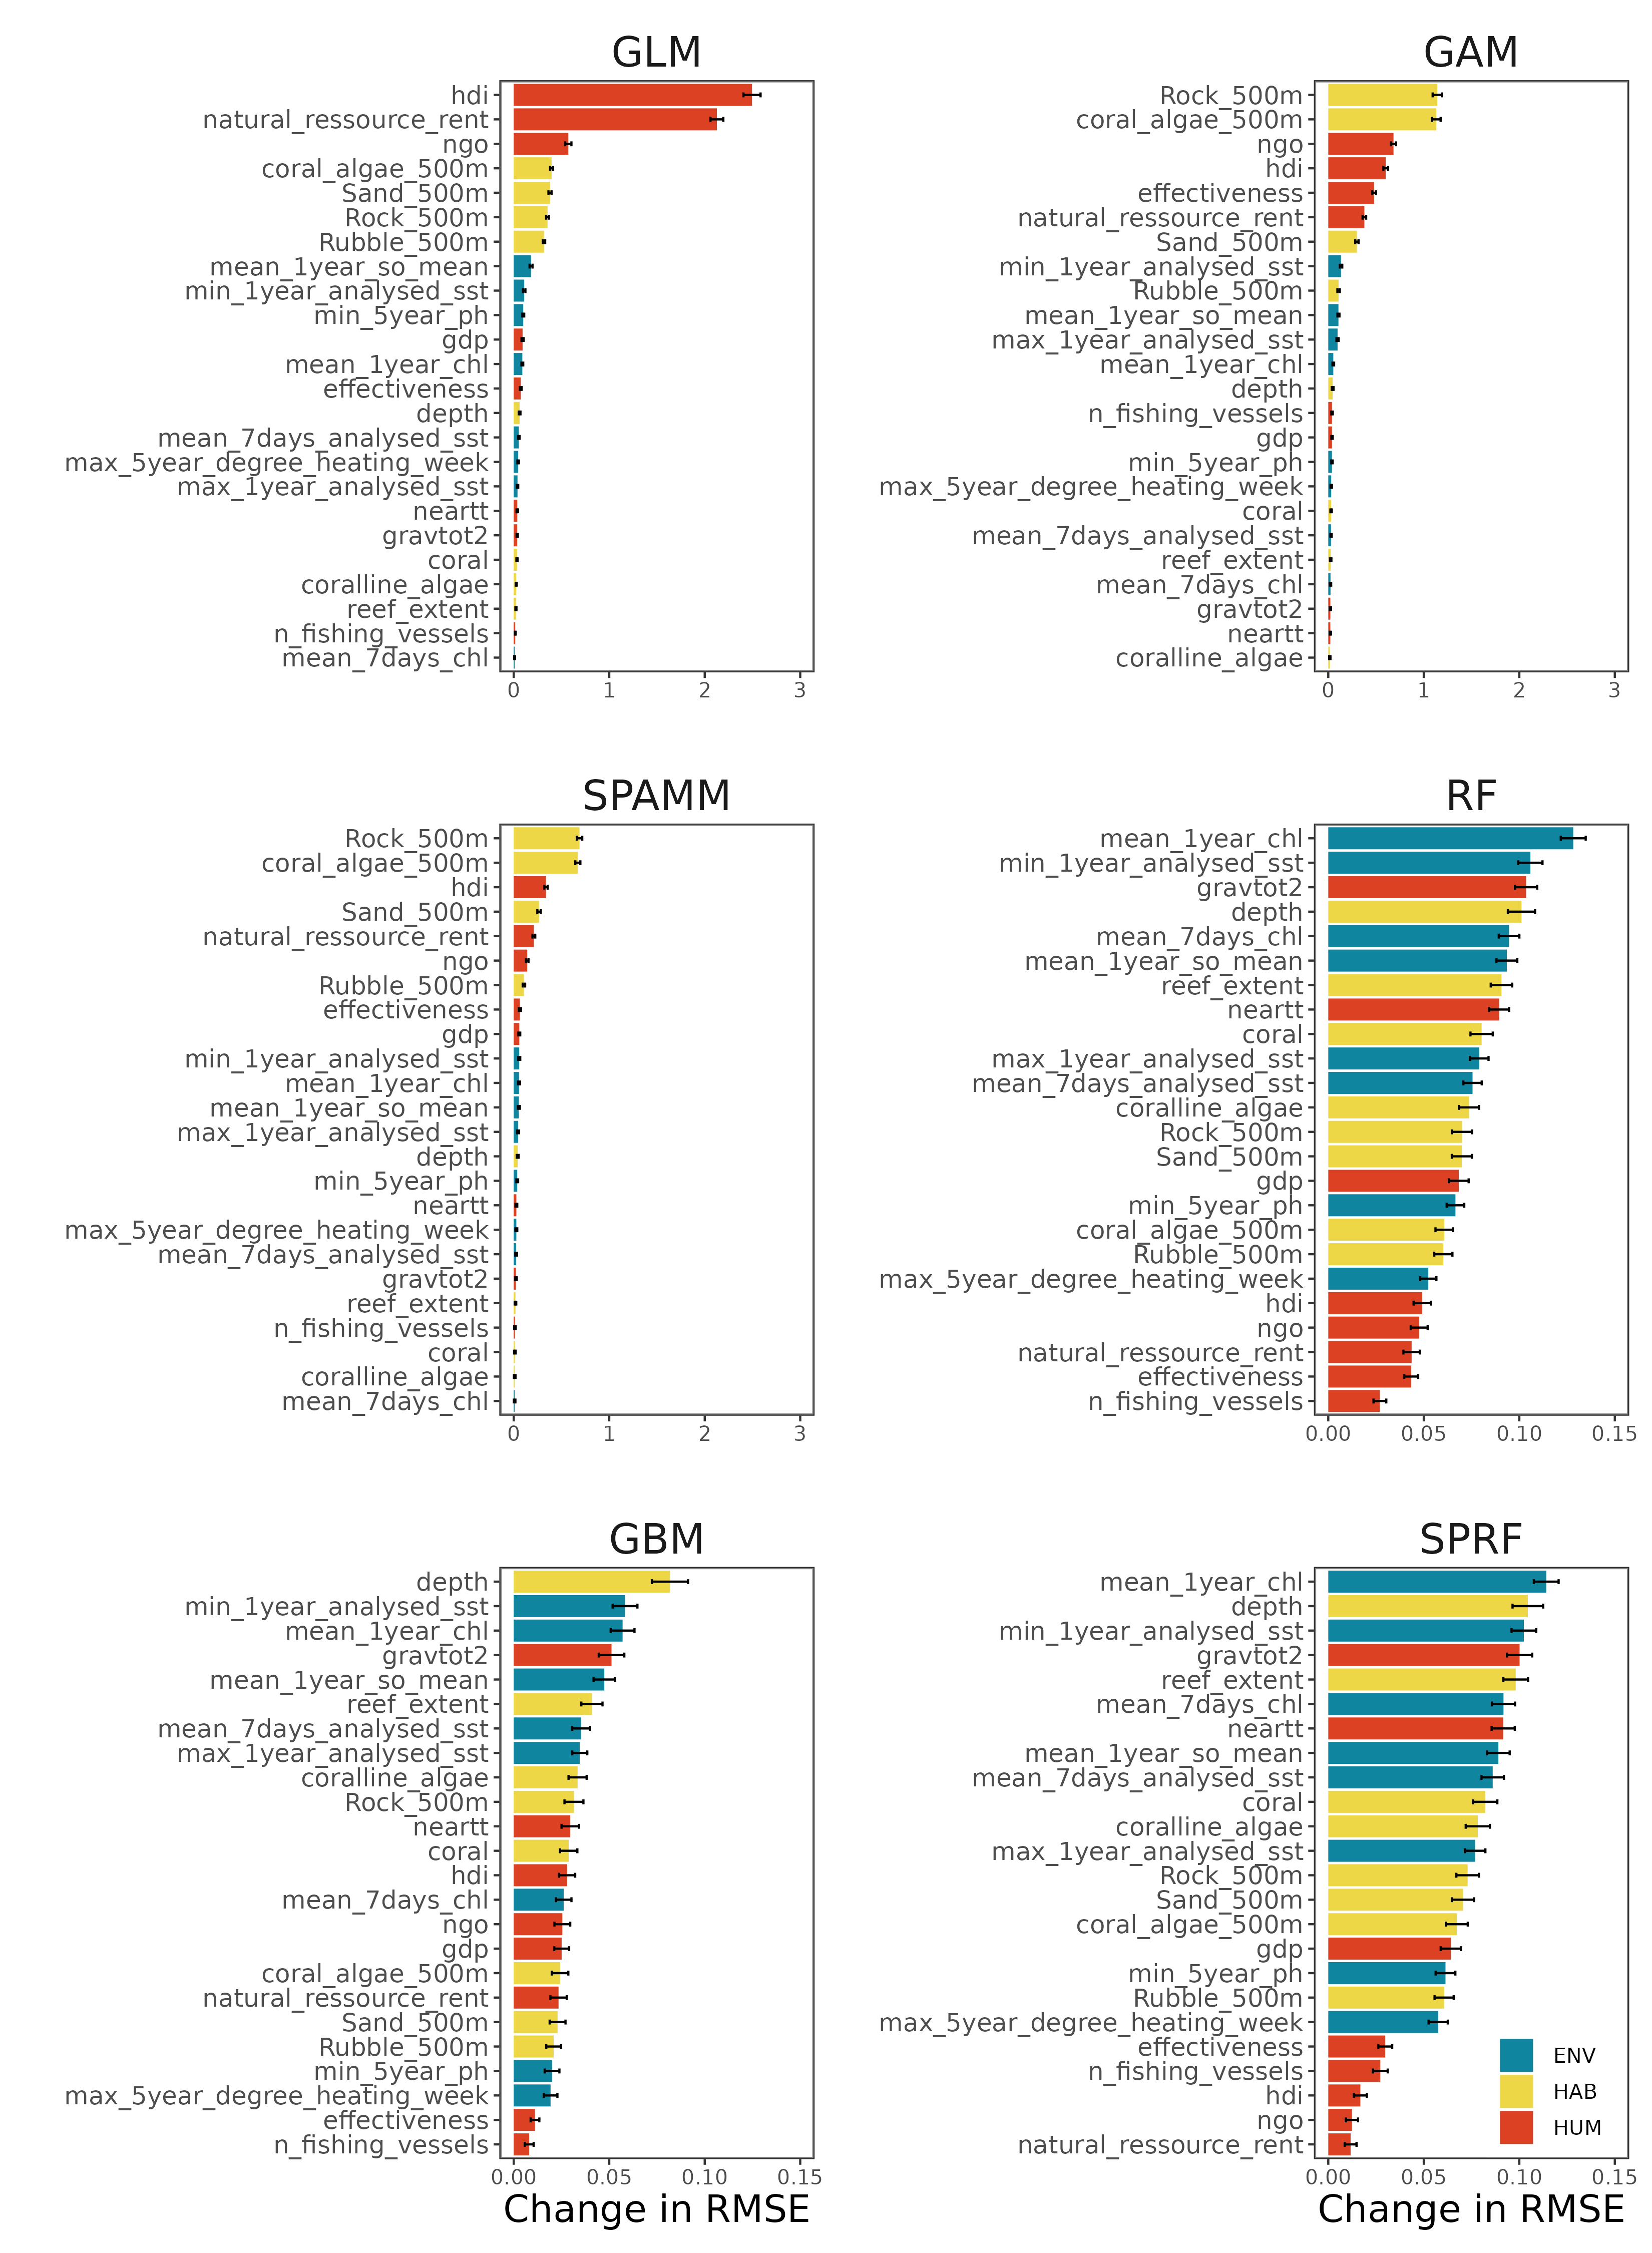 GLM
hdi
natural_ressource_rent
ngo
coral_algae_500m
Sand_500m
Rock_500m
Rubble_500m
mean_1year_so_mean
min_1year_analysed_sst
min_5year_ph
gdp
mean_1year_chl
effectiveness
depth
mean_7days_analysed_sst
max_5year_degree_heating_week
max_1year_analysed_sst
neartt
gravtot2
coral
coralline_algae
reef_extent
n_fishing_vessels
mean_7days_chl
0 1 2 3
GAM
Rock_500m
coral_algae_500m
ngo
hdi
effectiveness
natural_ressource_rent
Sand_500m
min_1year_analysed_sst
Rubble_500m
mean_1year_so_mean
max_1year_analysed_sst
mean_1year_chl
depth
n_fishing_vessels
gdp
min_5year_ph
max_5year_degree_heating_week
coral
mean_7days_analysed_sst
reef_extent
mean_7days_chl
gravtot2
neartt
coralline_algae
0 1 2 3
SPAMM
Rock_500m
coral_algae_500m
hdi
Sand_500m
natural_ressource_rent
ngo
Rubble_500m
effectiveness
gdp
min_1year_analysed_sst
mean_1year_chl
mean_1year_so_mean
max_1year_analysed_sst
depth
min_5year_ph
neartt
max_5year_degree_heating_week
mean_7days_analysed_sst
gravtot2
reef_extent
n_fishing_vessels
coral
coralline_algae
mean_7days_chl
0 1 2 3
RF
mean_1year_chl
min_1year_analysed_sst
gravtot2
depth
mean_7days_chl
mean_1year_so_mean
reef_extent
neartt
coral
max_1year_analysed_sst
mean_7days_analysed_sst
coralline_algae
Rock_500m
Sand_500m
gdp
min_5year_ph
coral_algae_500m
Rubble_500m
max_5year_degree_heating_week
hdi
ngo
natural_ressource_rent
effectiveness
n_fishing_vessels
0.00 0.05 0.10 0.15
GBM
depth
min_1year_analysed_sst
mean_1year_chl
gravtot2
mean_1year_so_mean
reef_extent
mean_7days_analysed_sst
max_1year_analysed_sst
coralline_algae
Rock_500m
neartt
coral
hdi
mean_7days_chl
ngo
gdp
coral_algae_500m
natural_ressource_rent
Sand_500m
Rubble_500m
min_5year_ph
max_5year_degree_heating_week
effectiveness
n_fishing_vessels
0.00 0.05 0.10 0.15
Change in RMSE
SPRF
mean_1year_chl
depth
min_1year_analysed_sst
gravtot2
reef_extent
mean_7days_chl
neartt
mean_1year_so_mean
mean_7days_analysed_sst
coral
coralline_algae
max_1year_analysed_sst
Rock_500m
Sand_500m
coral_algae_500m
gdp
min_5year_ph
Rubble_500m
max_5year_degree_heating_week
effectiveness
n_fishing_vessels
hdi
ngo
natural_ressource_rent
ENV
HAB
HUM
0.00 0.05 0.10 0.15
Change in RMSE